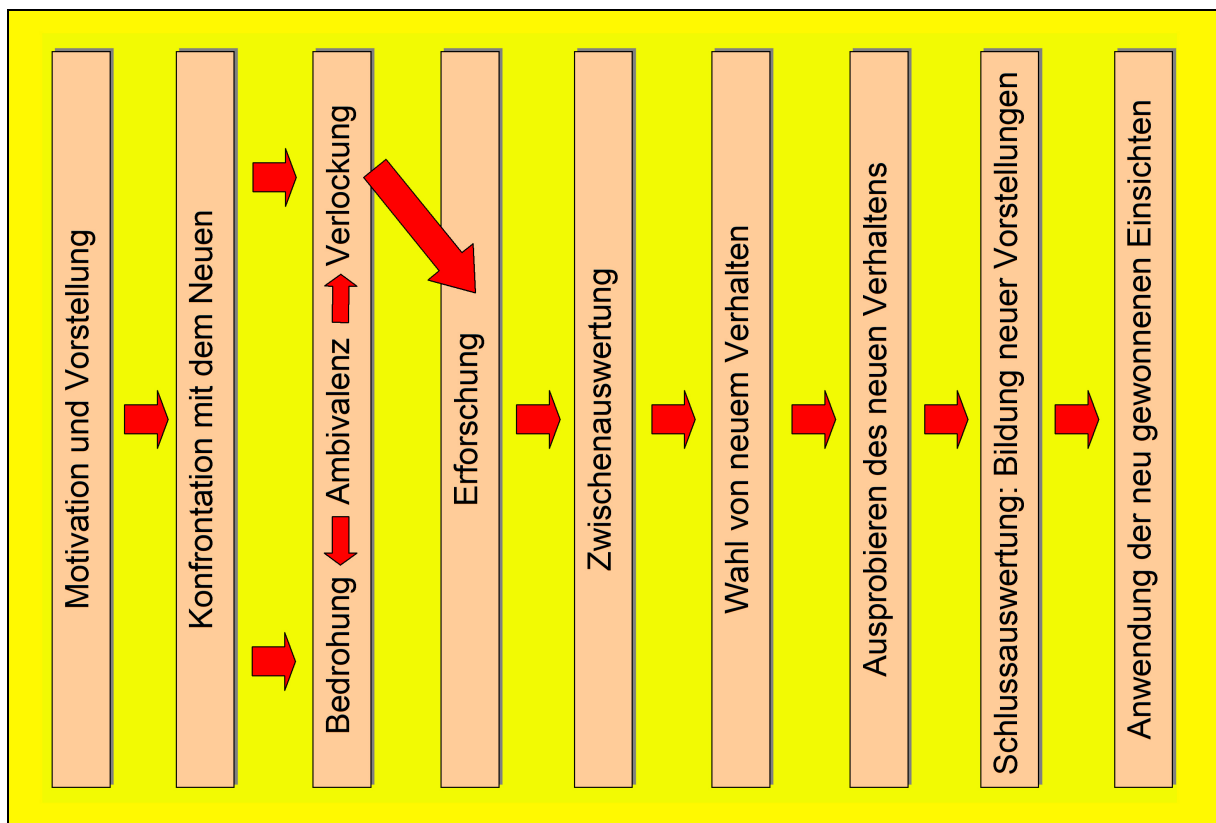 Motivation und Vorstellung
Konfrontation mit dem Neuen
Bedrohung Ambivalenz Verlockung
Erforschung
Zwischenauswertung
Wahl von neuem Verhalten
Ausprobieren des neuen Verhaltens
Schlussauswertung: Bildung neuer Vorstellungen
Anwendung der neu gewonnenen Einsichten